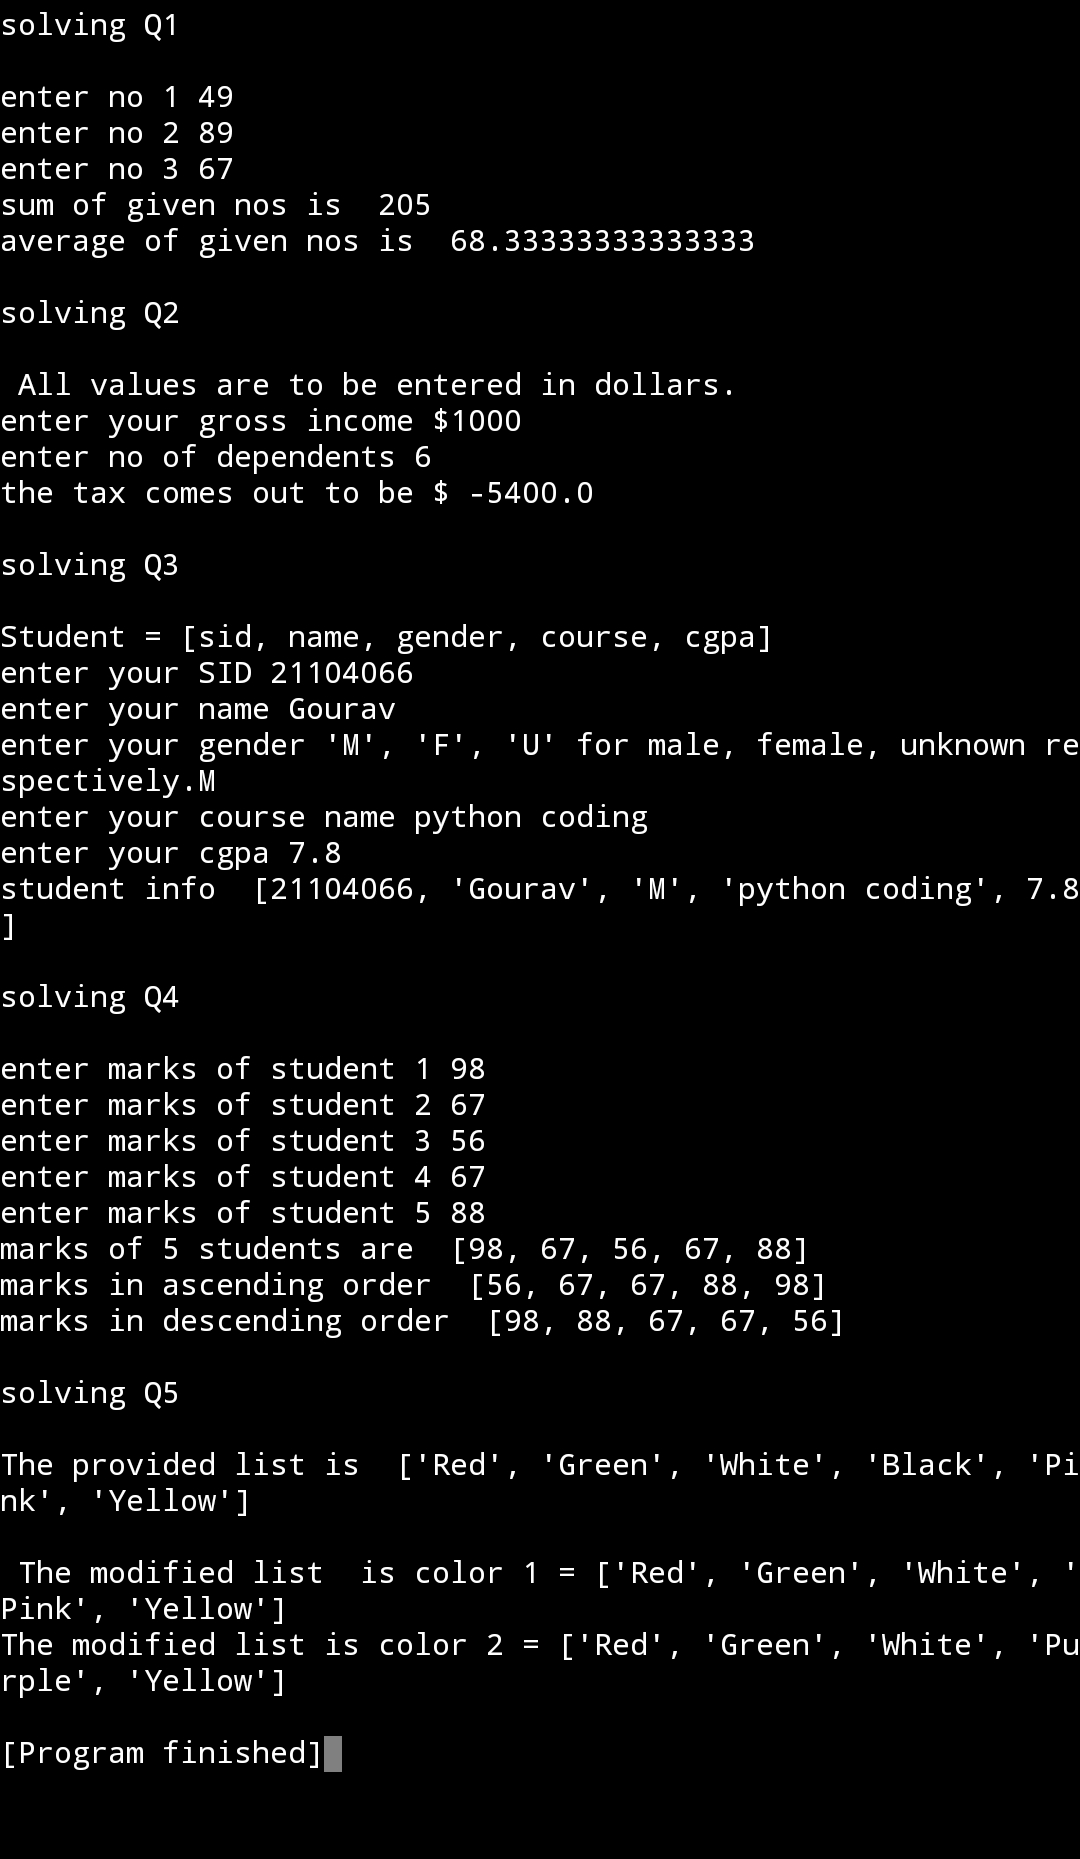 solving Q1
enter no 1 49
enter no 2 89
enter no 3 67
sum of given nos is  205
average of given nos is  68.33333333333333
solving Q2
 All values are to be entered in dollars.
enter your gross income $1000
enter no of dependents 6
the tax comes out to be $ -5400.0
solving Q3
Student = [sid, name, gender, course, cgpa]
enter your SID 21104066
enter your name Gourav
enter your gender 'M', 'F', 'U' for male, female, unknown re
spectively.M
enter your course name python coding
enter your cgpa 7.8
student info  [21104066, 'Gourav', 'M', 'python coding', 7.8
]
solving Q4
enter marks of student 1 98
enter marks of student 2 67
enter marks of student 3 56
enter marks of student 4 67
enter marks of student 5 88
marks of 5 students are  [98, 67, 56, 67, 88]
marks in ascending order  [56, 67, 67, 88, 98]
marks in descending order  [98, 88, 67, 67, 56]
solving Q5
The provided list is  ['Red', 'Green', 'White', 'Black', 'Pi
nk', 'Yellow']
 The modified list  is color 1 = ['Red', 'Green', 'White', '
Pink', 'Yellow']
The modified list is color 2 = ['Red', 'Green', 'White', 'Pu
rple', 'Yellow']
[Program finished]